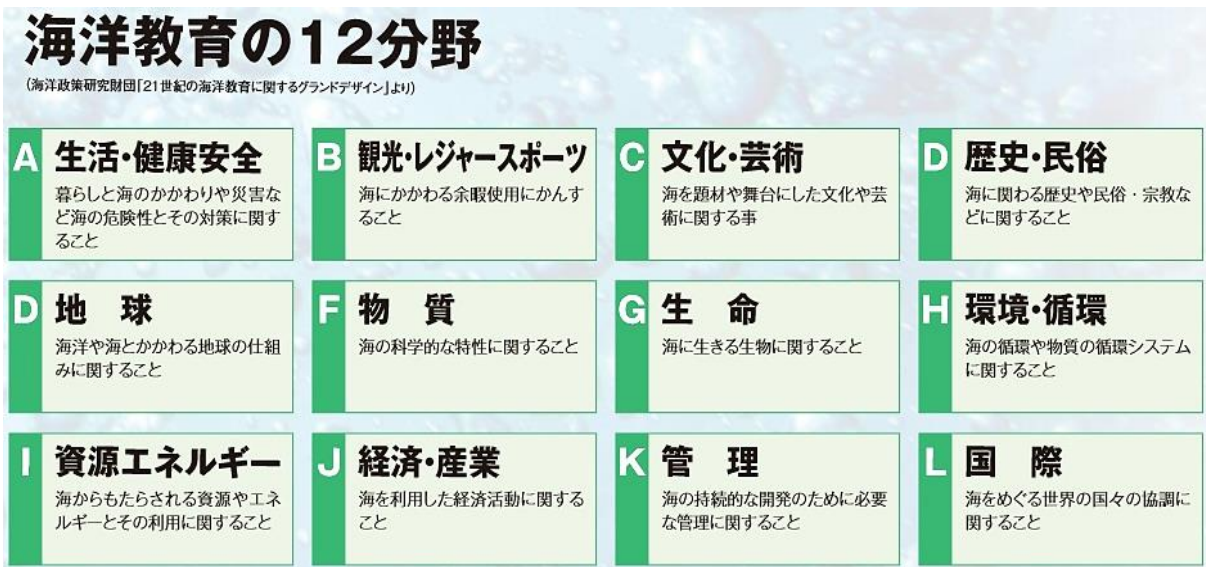 海洋教育の12分野
(海洋政策研究財団「21世紀の海洋教育に関するグランドデザイン」より)
A 生活・健康安全
暮らしと海のかかわりや災害な
ど海の危険性とその対策に関す
ること
B 観光・レジャースポーツ
海にかかわる余暇使用にかんす
ること
C 文化・芸術
海を題材や舞台にした文化や芸
術に関する事
D 歴史・民俗
海に関わる歴史や民俗・宗教な
どに関すること
D 地 球
海洋や海とかかわる地球の仕組
みに関すること
F 物 質
海の科学的な特性に関すること
G 生 命
海に生きる生物に関すること
H 環境・循環
海の循環や物質の循環システム
に関すること
I 資源エネルギー
海からもたらされる資源やエネ
ルギーとその利用に関すること
J 経済・産業
海を利用した経済活動に関する
こと
K 管 理
海の持続的な開発のために必要
な管理に関すること
L 国 際
海をめぐる世界の国々の協調に
関すること